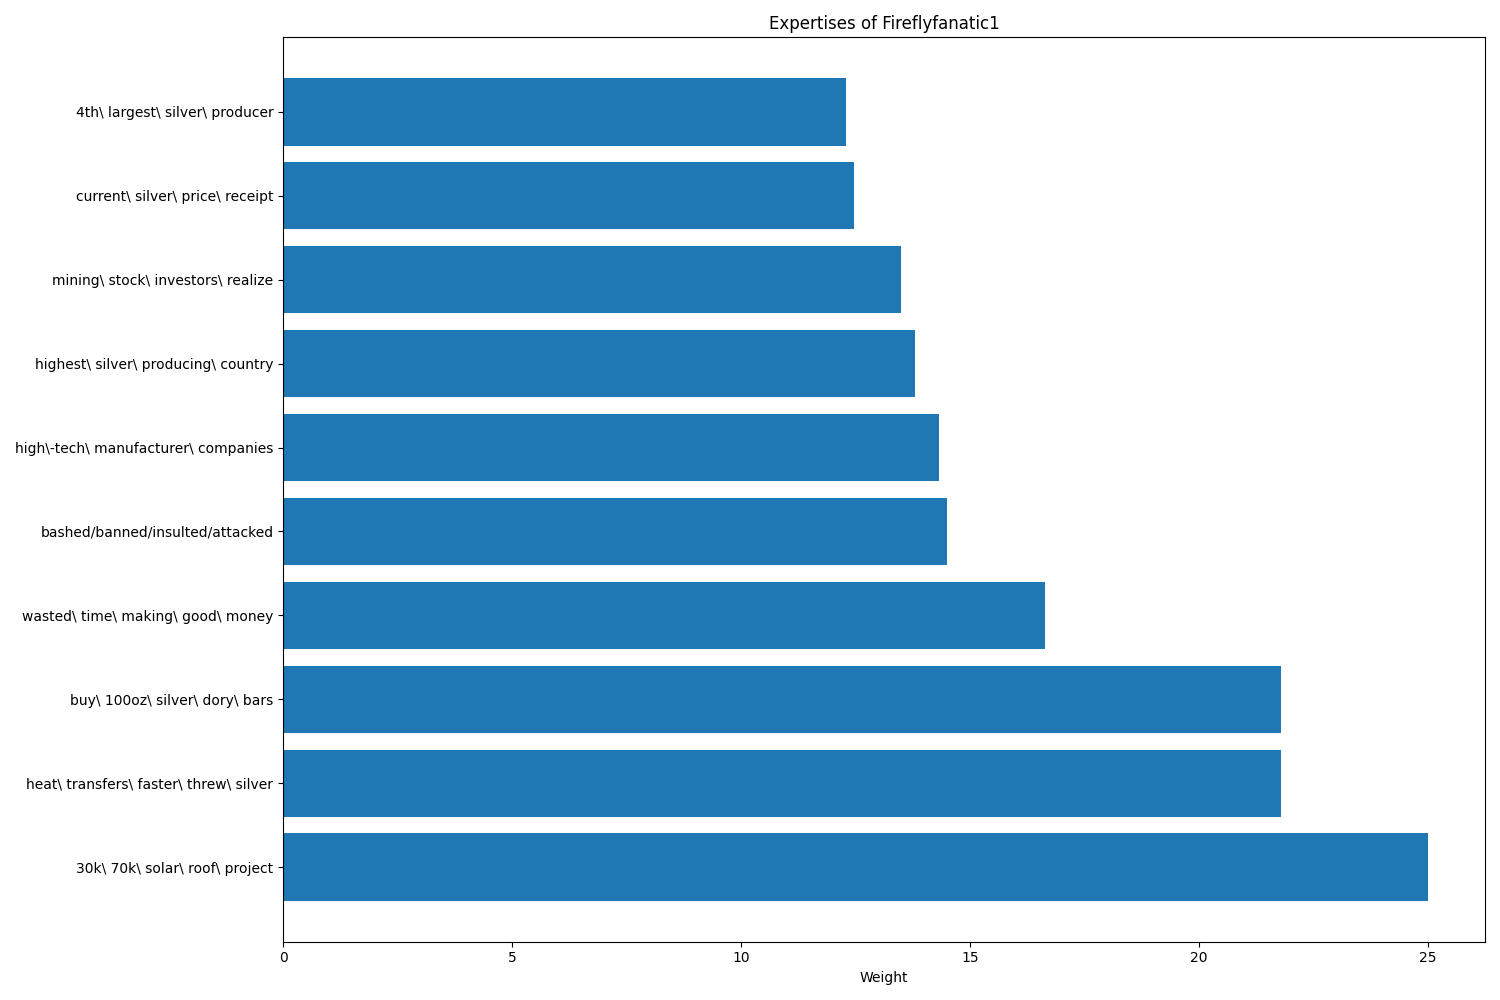 Expertises of Fireflyfanatic1
4th\ largest\ silver\ producer
current\ silver\ price\ receipt
mining\ stock\ investors\ realize
highest\ silver\ producing\ country
high\-tech\ manufacturer\ companies
bashed/banned/insulted/attacked
wasted\ time\ making\ good\ money
buy\ 100oz\ silver\ dory\ bars
heat\ transfers\ faster\ threw\ silver
30k\ 70k\ solar\ roof\ project
0 5 10 15 20 25
Weight